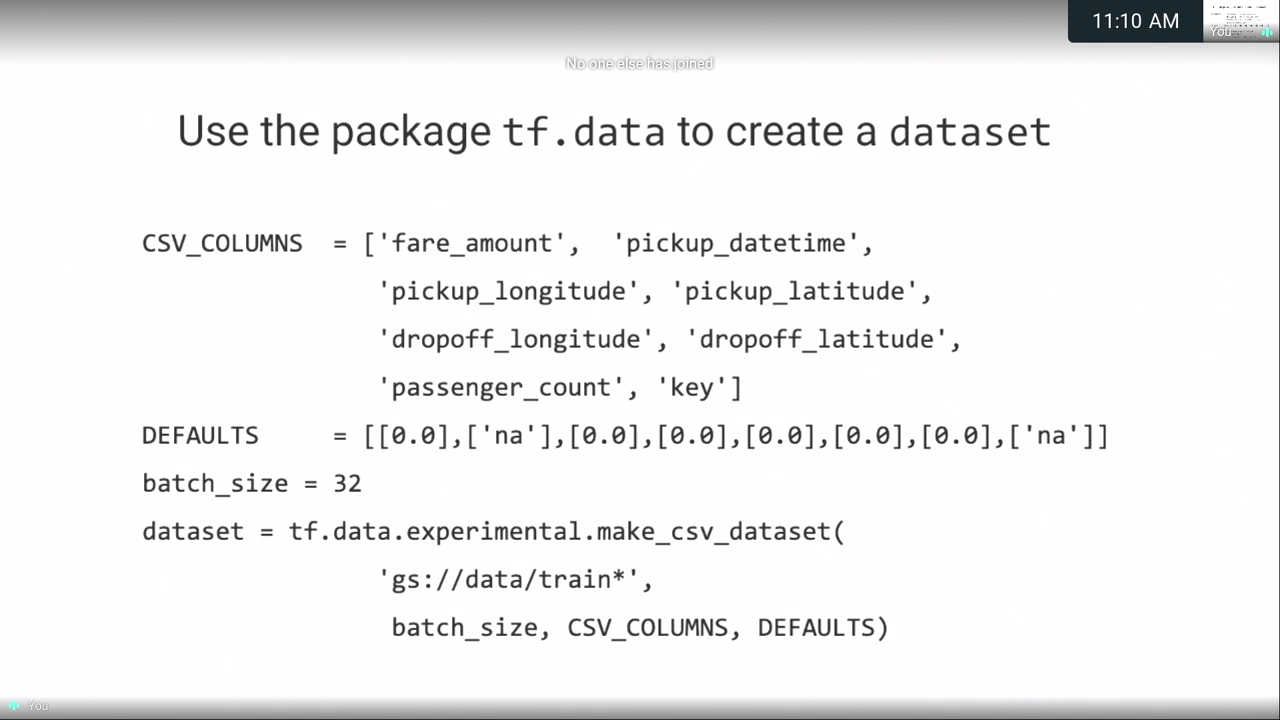 11:10 AM
You
No one else has joined
Use the package tf.data to create a dataset
CSV_COLUMNS = ['fare_amount', 'pickup_datetime',
'pickup_longitude', 'pickup_latitude',
'dropoff_longitude', 'dropoff_latitude',
'passenger_count', 'key']
DEFAULTS = [[0.0],['na'],[0.0],[0.0],[0.0],[0.0],[0.0],['na']]
batch_size = 32
dataset = tf.data.experimental.make_csv_dataset(
'gs://data/train*',
batch_size, CSV_COLUMNS, DEFAULTS)
You